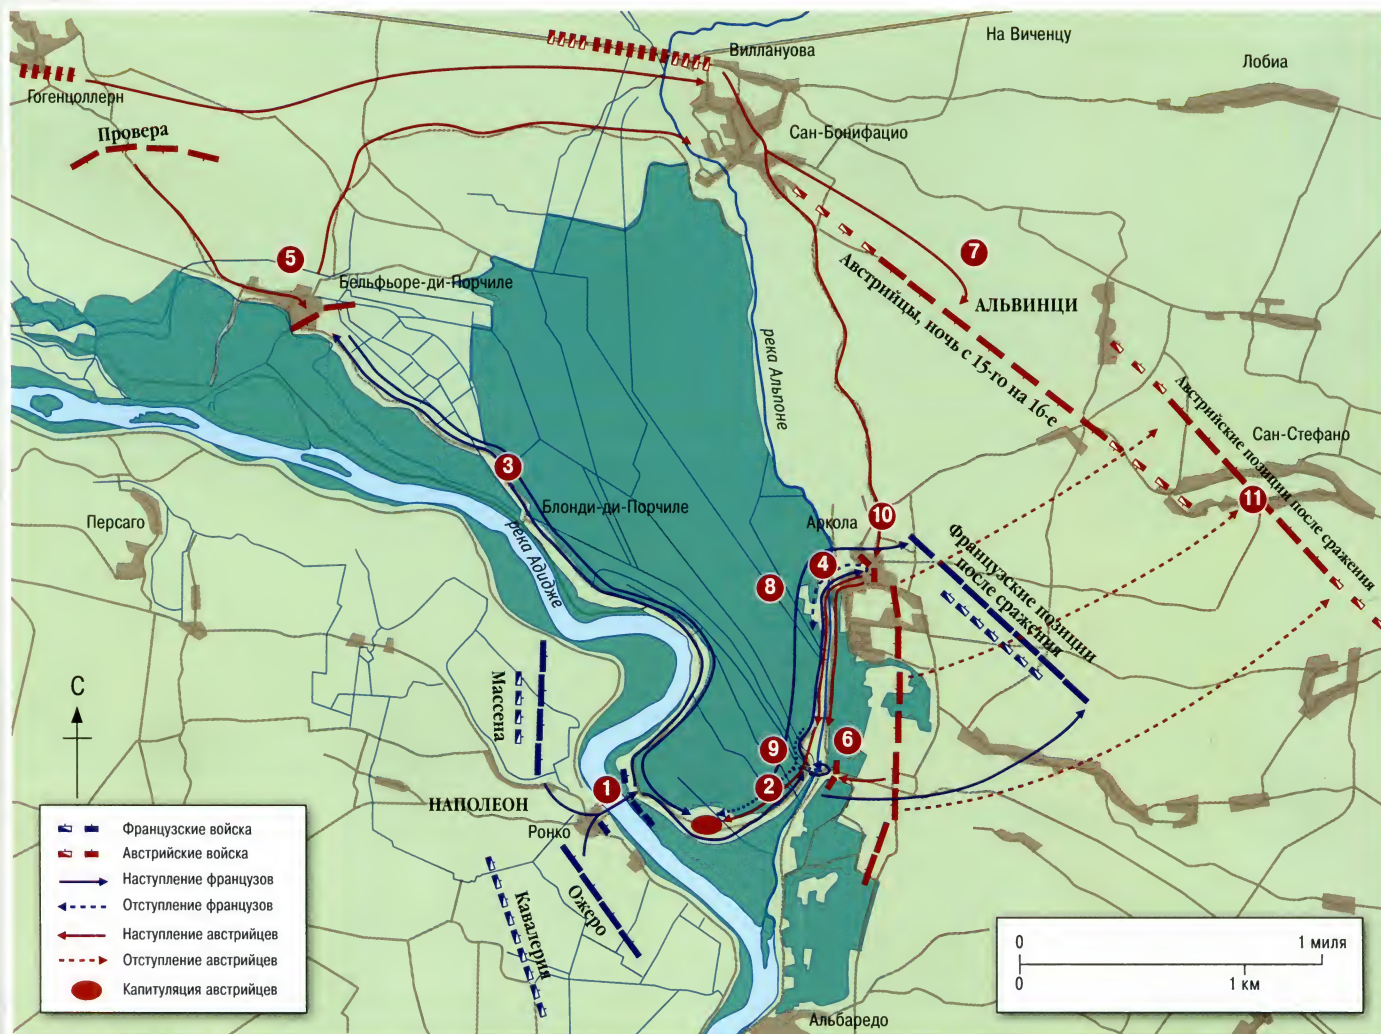 На Виченцу
Виллануова
Лобиа
Гогенцоллерн
Провера
Сан-Бонифацио
5
7
Бельфьоре-ди-Порчиле
АЛЬВИНЦИ
Австрийцы, ночь с 15-го на 16-е
река Альпоне
Австрийские позиции после сражения
Сан-Стефано
3
11
Блонди-ди-Порчиле
Персаго
река Адидже
Аркола
10
4
8
Французские позиции
после сражения
Массена
С
9
6
2
1
НАПОЛЕОН
Ронко
Ожеро
Кавалерия
Альбаредо
Французские войска
Австрийские войска
Наступление французов
Отступление французов
Наступление австрийцев
Отступление австрийцев
Капитуляция австрийцев
0 1 миля
0 1 км